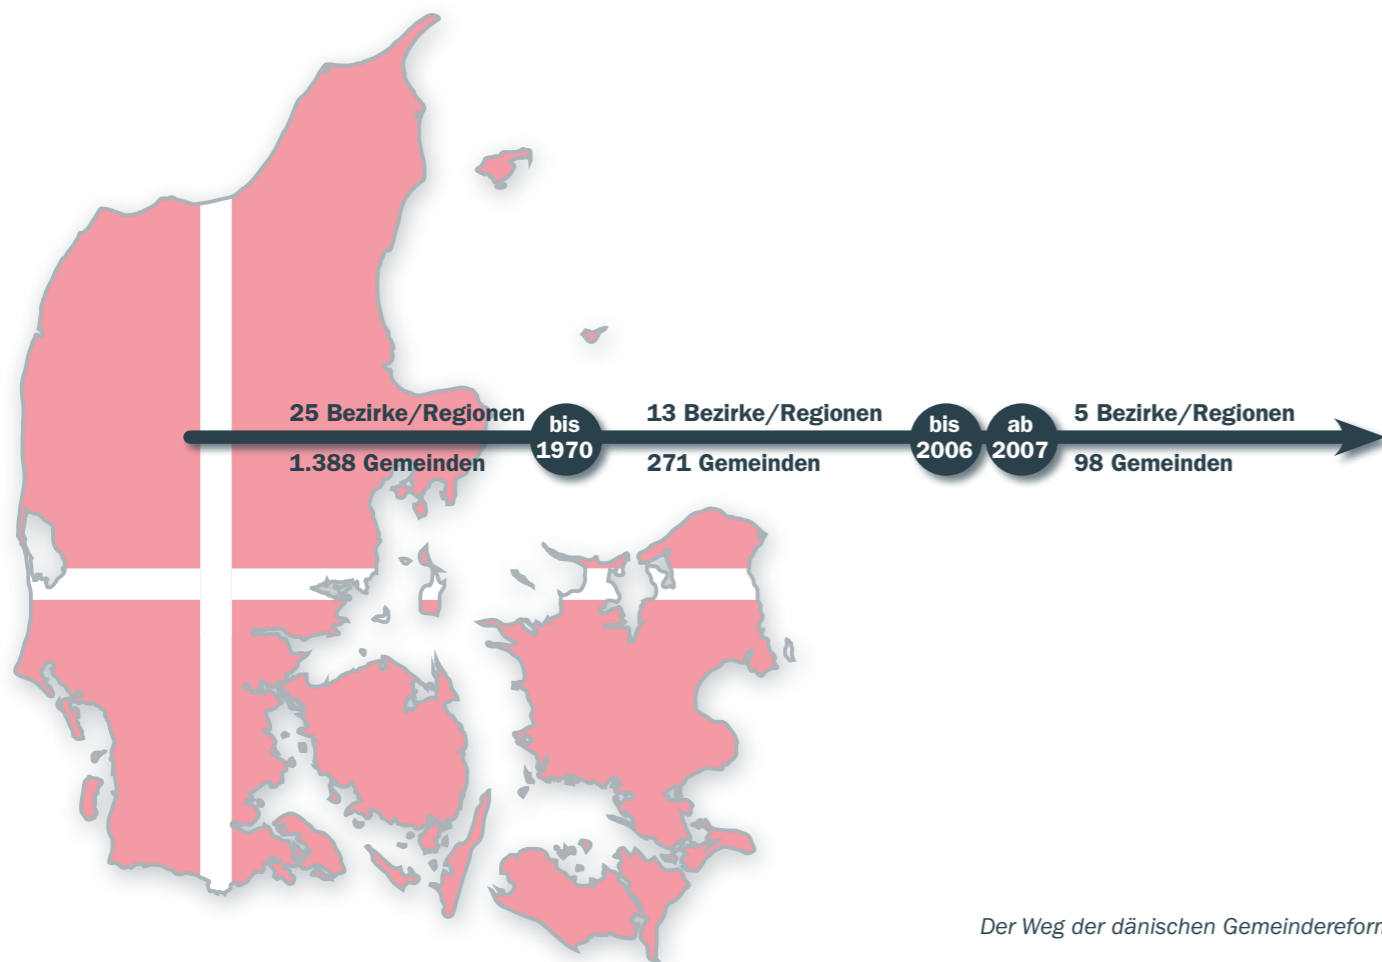 25 Bezirke/Regionen
1.388 Gemeinden
bis
1970
13 Bezirke/Regionen
271 Gemeinden
bis
2006
ab
2007
5 Bezirke/Regionen
98 Gemeinden
Der Weg der dänischen Gemeindereform